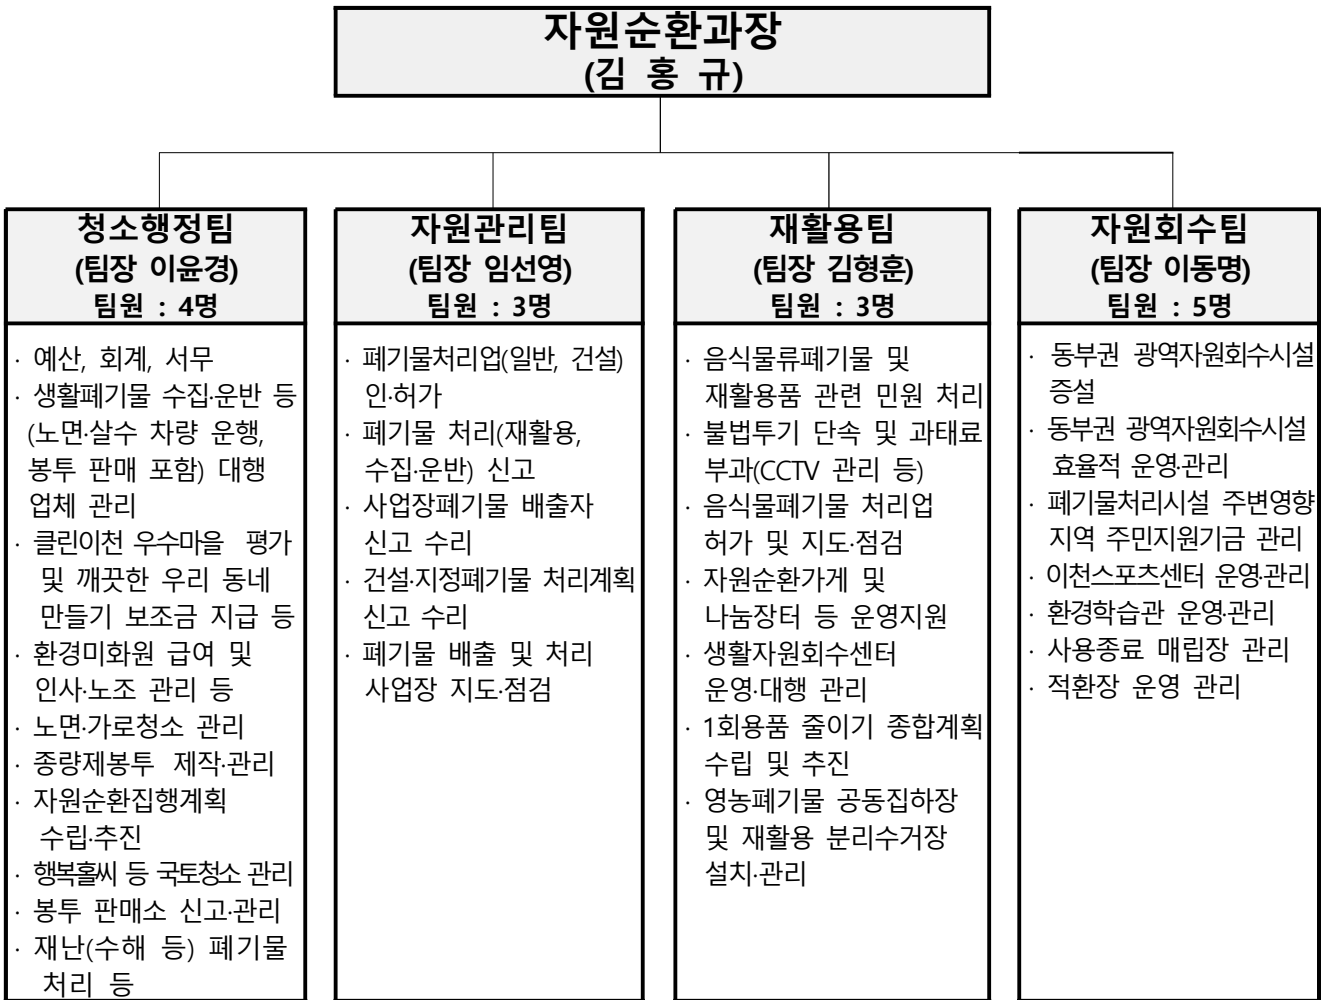 자원순환과장
(김 홍 규)
청소행정팀
(팀장 이윤경)
팀원 : 4명
· 예산, 회계, 서무
· 생활폐기물 수집·운반 등
(노면·살수 차량 운행,
봉투 판매 포함) 대행
업체 관리
· 클린이천 우수마을 평가
및 깨끗한 우리 동네
만들기 보조금 지급 등
· 환경미화원 급여 및
인사·노조 관리 등
· 노면·가로청소 관리
· 종량제봉투 제작·관리
· 자원순환집행계획
수립·추진
· 행복홀씨 등 국토청소 관리
· 봉투 판매소 신고·관리
· 재난(수해 등) 폐기물
처리 등
자원관리팀
(팀장 임선영)
팀원 : 3명
· 폐기물처리업(일반, 건설)
인·허가
· 폐기물 처리(재활용,
수집·운반) 신고
· 사업장폐기물 배출자
신고 수리
· 건설·지정폐기물 처리계획
신고 수리
· 폐기물 배출 및 처리
사업장 지도·점검
재활용팀
(팀장 김형훈)
팀원 : 3명
· 음식물류폐기물 및
재활용품 관련 민원 처리
· 불법투기 단속 및 과태료
부과(CCTV 관리 등)
· 음식물폐기물 처리업
허가 및 지도·점검
· 자원순환가게 및
나눔장터 등 운영지원
· 생활자원회수센터
운영·대행 관리
· 1회용품 줄이기 종합계획
수립 및 추진
· 영농폐기물 공동집하장
및 재활용 분리수거장
설치·관리
자원회수팀
(팀장 이동명)
팀원 : 5명
· 동부권 광역자원회수시설
증설
· 동부권 광역자원회수시설
효율적 운영·관리
· 폐기물처리시설 주변영향
지역 주민지원기금 관리
· 이천스포츠센터 운영·관리
· 환경학습관 운영·관리
· 사용종료 매립장 관리
· 적환장 운영 관리